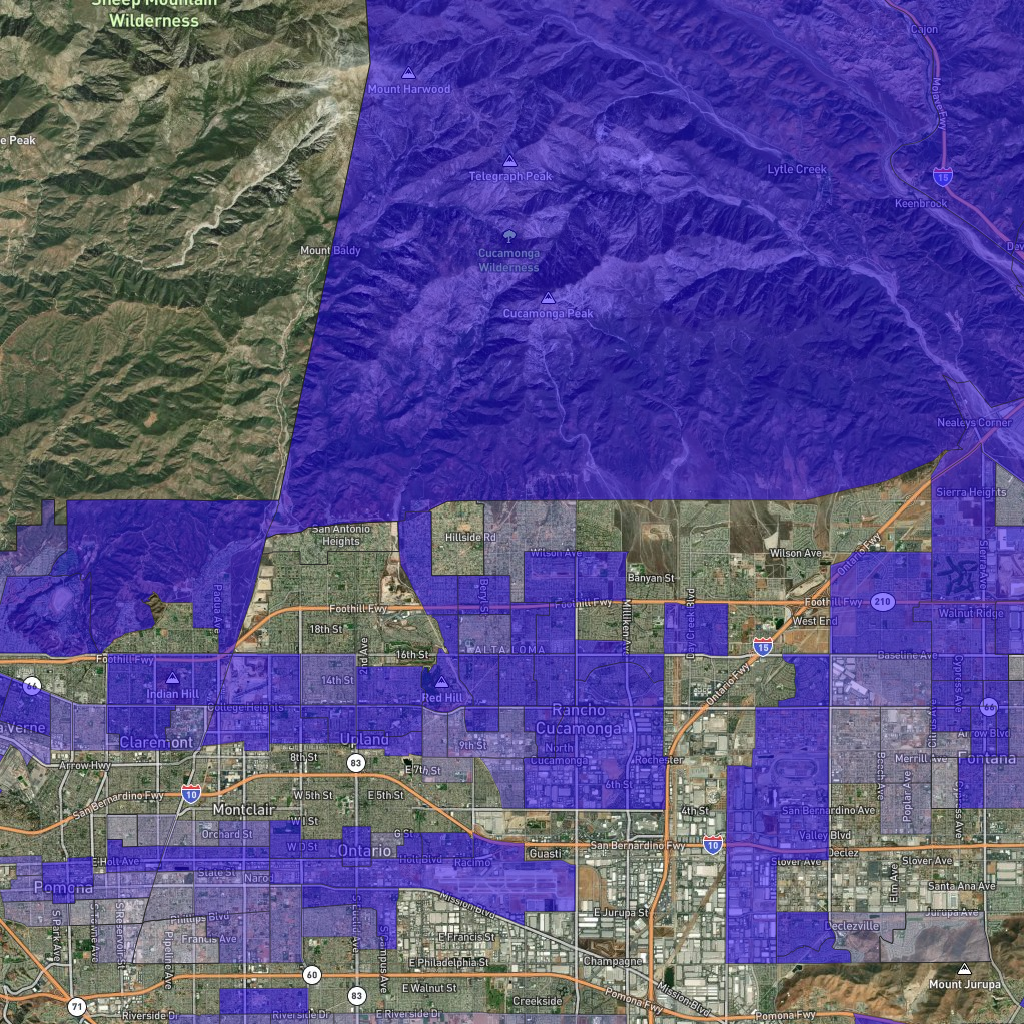 Sheep Mountain
Wilderness
Cajon
Mount Harwood
Mojave Fwy
e Peak
Telegraph Peak
Lytle Creek
15
Keenbrook
Mount Baldy
Cucamonga
Wilderness
Dav
Cucamonga Peak
Nealeys Corner
Sierra Heights
San Antonio
Heights
Hillside Rd
Wilson Ave
Wilson Ave
Ontario Fwy
Banyan St
Sierra Ave
Padua Ave
Beryl St
Foothill Fwy
Foothill Fwy
Foothill Fwy
210
Walnut Ridge
18th St
Milliken Ave
Day Creek Blvd
West End
2nd Ave
16th St
ALTA LOMA
15
Baseline Ave
Foothill Fwy
66
Indian Hill
14th St
Red Hill
Ontario Fwy
Cypress Ave
College Heights
Rancho
Cucamonga
66
a Verne
Claremont
Upland
9th St
North
Cucamonga
Arrow Blvd
Arrow Hwy
8th St
83
E 7th St
Rochester
Merrill Ave
Fontana
Beech Ave
Poplar Ave
Cypress Ave
10
San Bernardino Fwy
W 5th St
E 5th St
6th St
Montclair
4th St
San Bernardino Ave
W I St
Orchard St
G St
Valley Blvd
W D St
Ontario
Guasti
San Bernardino Fwy
10
Declez
E Holt Ave
Holt Blvd
Racimo
Slover Ave
Slover Ave
State St
Narod
Pomona
Elm Ave
Santa Ana Ave
Mission Blvd
Phillips Blvd
E Jurupa St
Jurupa Ave
S Park Ave
S Reservoir St
Declezville
Francis Ave
E Francis St
Pipeline Ave
S Campus Ave
E Philadelphia St
Champagne
60
Mount Jurupa
E Walnut St
83
71
Creekside
Pomona Fwy
Mission Blvd
Riverside Dr
Riverside Dr
E Riverside Dr
Pomona Fwy